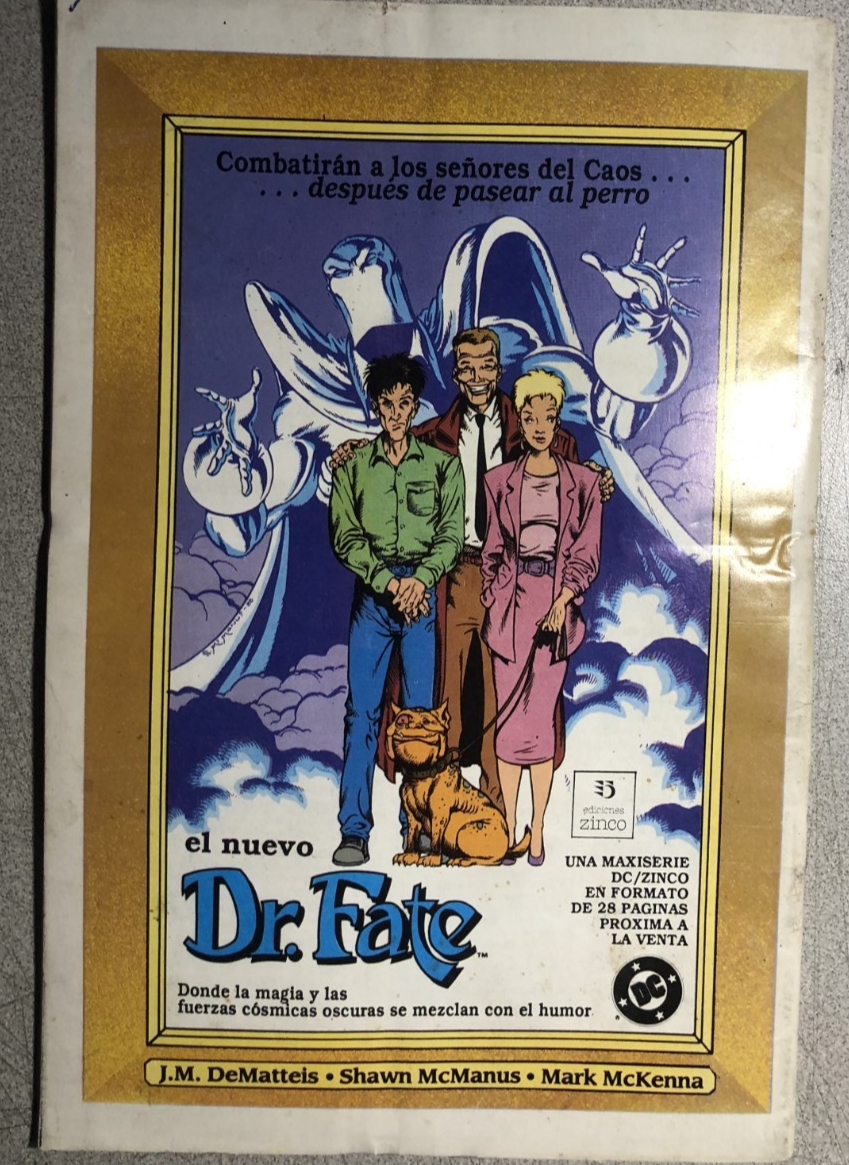 Combatirán a los señores del Caos . . .
. . . después de pasear al perro
ediciones
zinco
el nuevo
Dr. Fate™
UNA MAXISERIE
DC/ZINCO
EN FORMATO
DE 28 PAGINAS
PROXIMA A
LA VENTA
DC
®
Donde la magia y las
fuerzas cósmicas oscuras se mezclan con el humor
J.M. DeMatteis • Shawn McManus • Mark McKenna